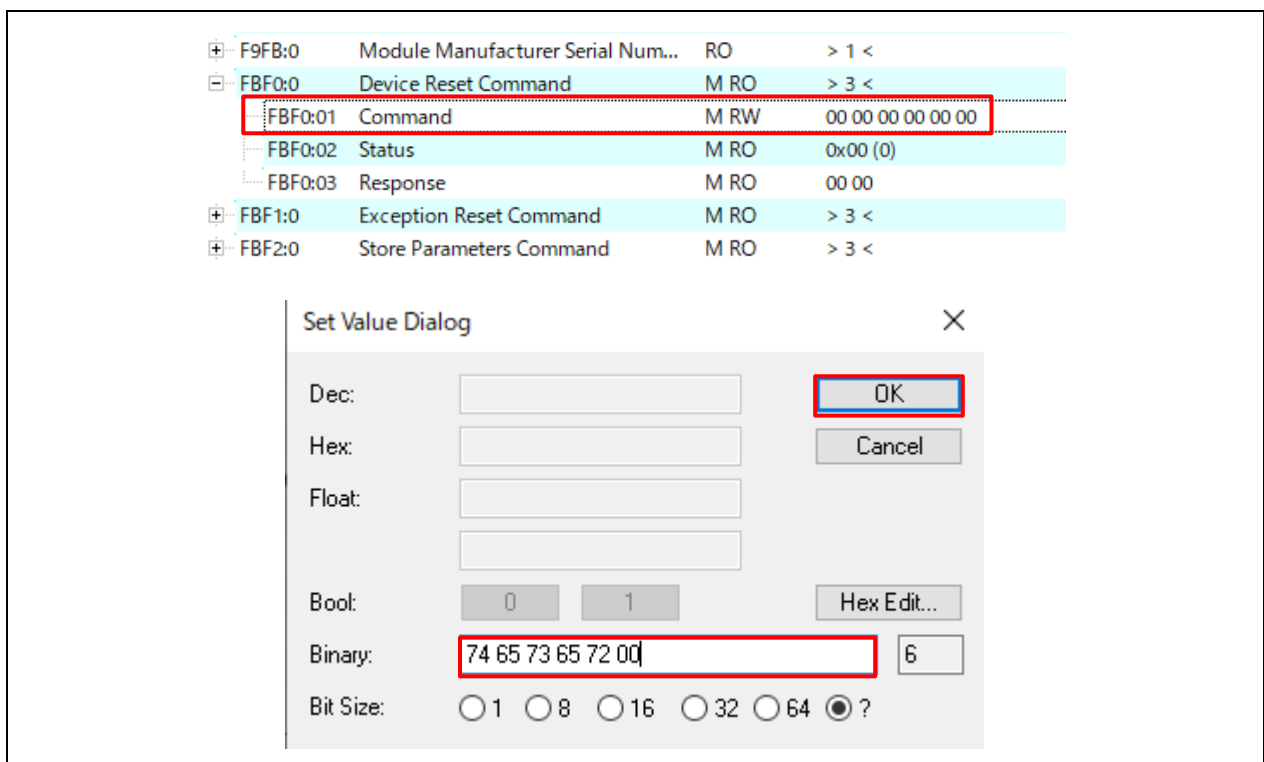 F9FB:0 Module Manufacturer Serial Num... RO > 1 <
FBF0:0 Device Reset Command M RO > 3 <
FBF0:01 Command M RW 00 00 00 00 00 00
FBF0:02 Status M RO 0x00 (0)
FBF0:03 Response M RO 00 00
FBF1:0 Exception Reset Command M RO > 3 <
FBF2:0 Store Parameters Command M RO > 3 <
Set Value Dialog
Dec: OK
Hex: Cancel
Float:
Bool: 0 1 Hex Edit...
Binary: 74 65 73 65 72 00 6
Bit Size: 1 8 16 32 64 ?